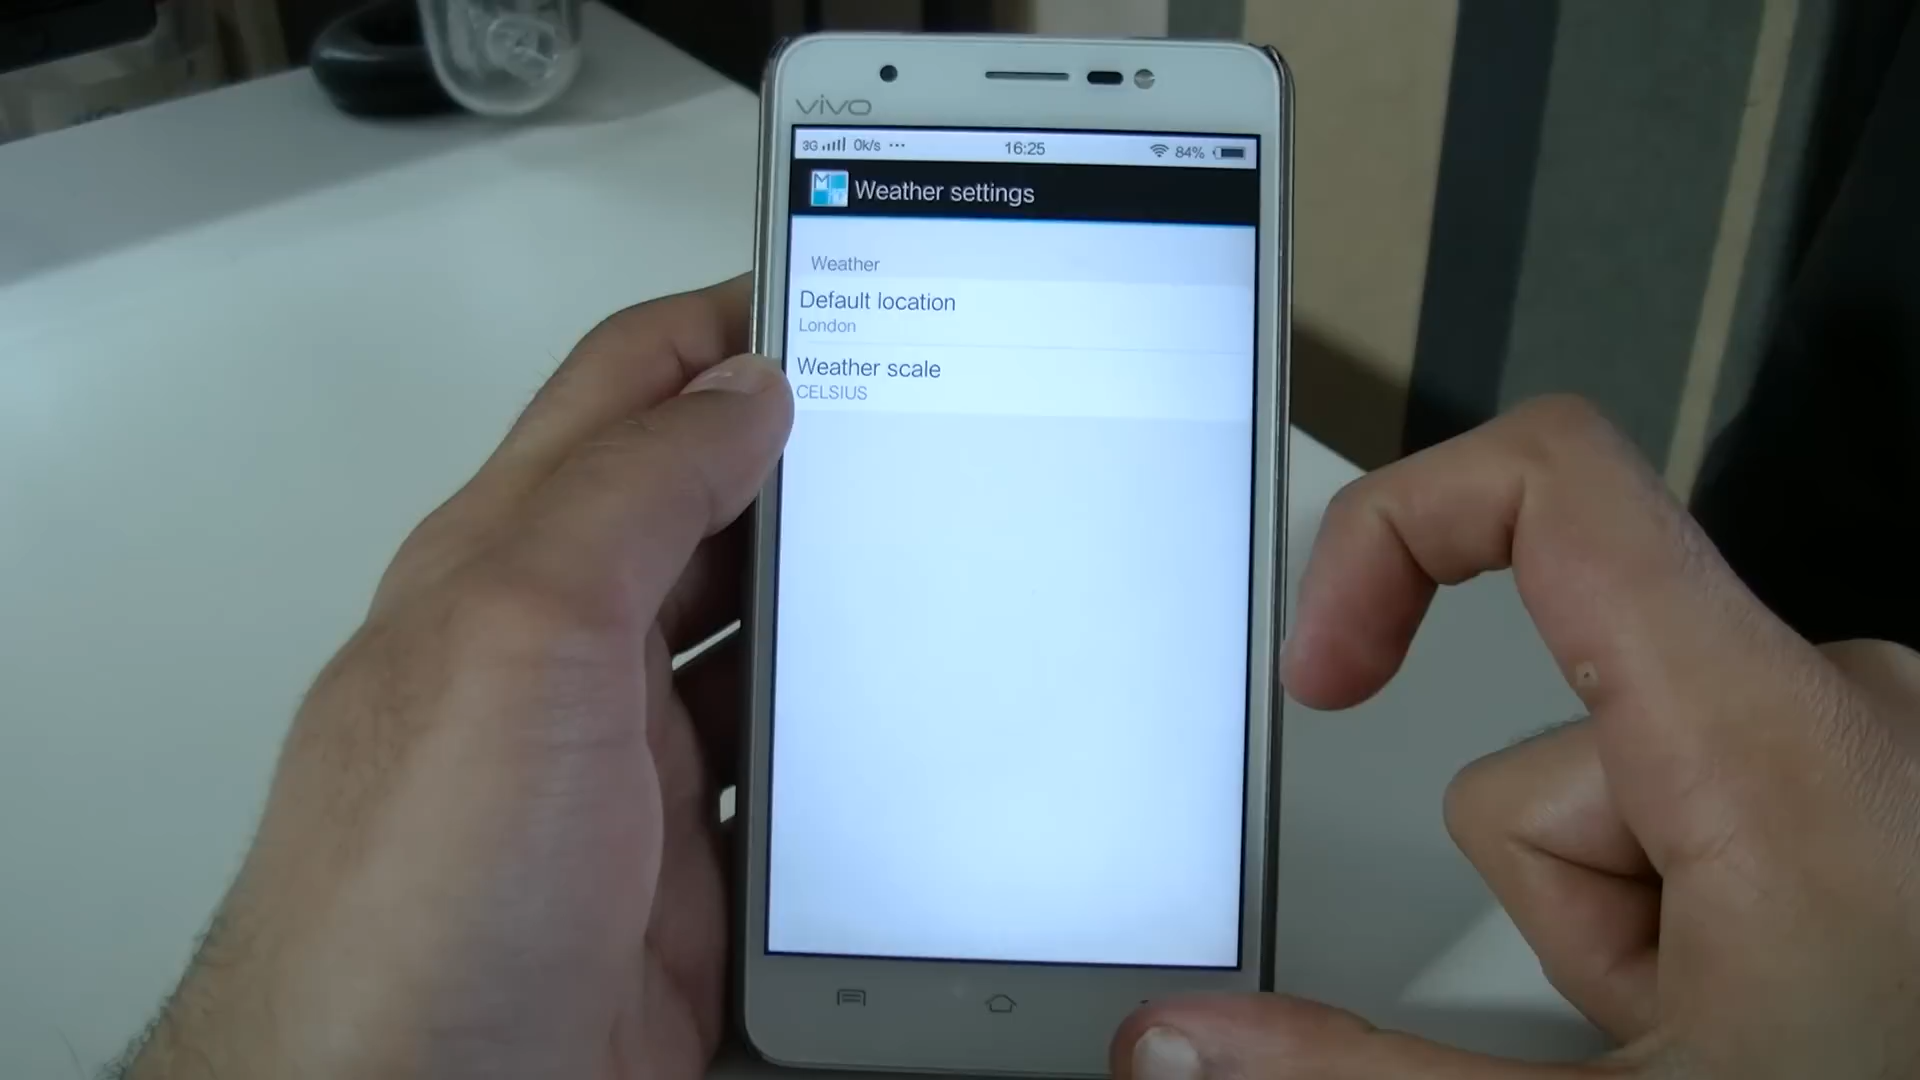 vivo
3G 0k/s ... 16:25 84%
Weather settings
Weather
Default location
London
Weather scale
CELSIUS